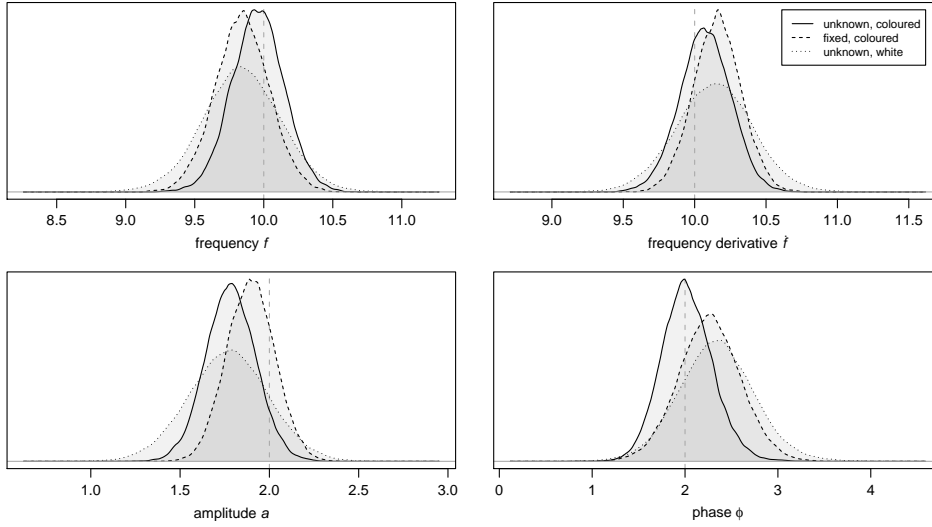 unknown, coloured
fixed, coloured
unknown, white
8.5 9.0 9.5 10.0 10.5 11.0
frequency f
9.0 9.5 10.0 10.5 11.0 11.5
frequency derivative ḟ
1.0 1.5 2.0 2.5 3.0
amplitude a
0 1 2 3 4
phase ϕ